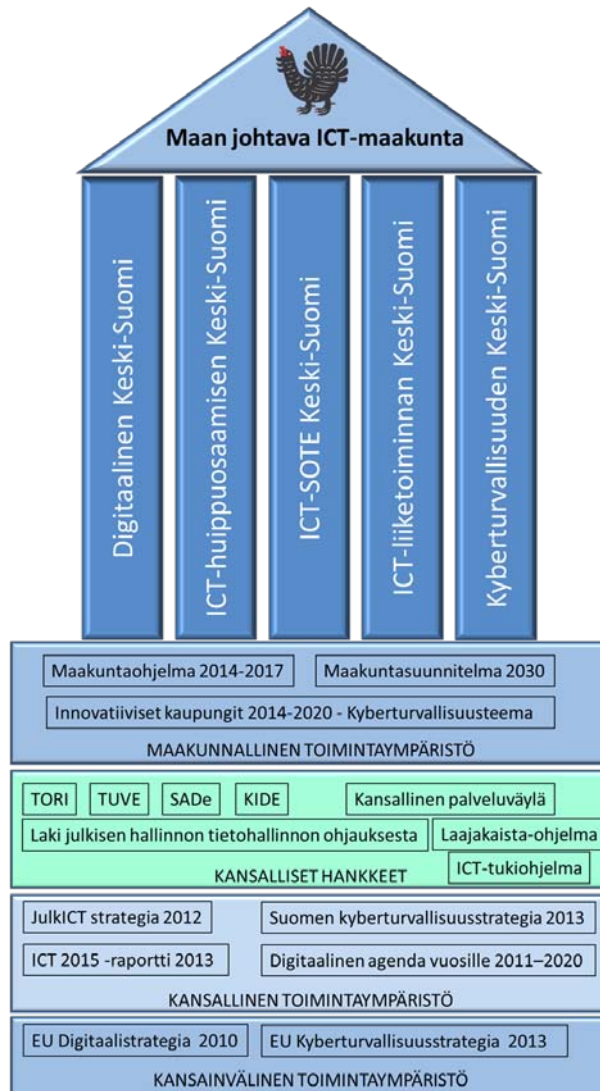 Maan johtava ICT-maakunta
Digitaalinen Keski-Suomi
ICT-huippuosaamisen Keski-Suomi
ICT-SOTE Keski-Suomi
ICT-liiketoiminnan Keski-Suomi
Kyberturvallisuuden Keski-Suomi
Maakuntaohjelma 2014-2017
Maakuntasuunnitelma 2030
Innovatiiviset kaupungit 2014-2020 - Kyberturvallisuusteema
MAAKUNNALLINEN TOIMINTAYMPÄRISTÖ
TORI
TUVE
SADe
KIDE
Kansallinen palveluväylä
Laki julkisen hallinnon tietohallinnon ohjauksesta
Laajakaista-ohjelma
ICT-tukiohjelma
KANSALLISET HANKKEET
JulkICT strategia 2012
Suomen kyberturvallisuusstrategia 2013
ICT 2015 -raportti 2013
Digitaalinen agenda vuosille 2011–2020
KANSALLINEN TOIMINTAYMPÄRISTÖ
EU Digitaalistrategia 2010
EU Kyberturvallisuusstrategia 2013
KANSAINVÄLINEN TOIMINTAYMPÄRISTÖ